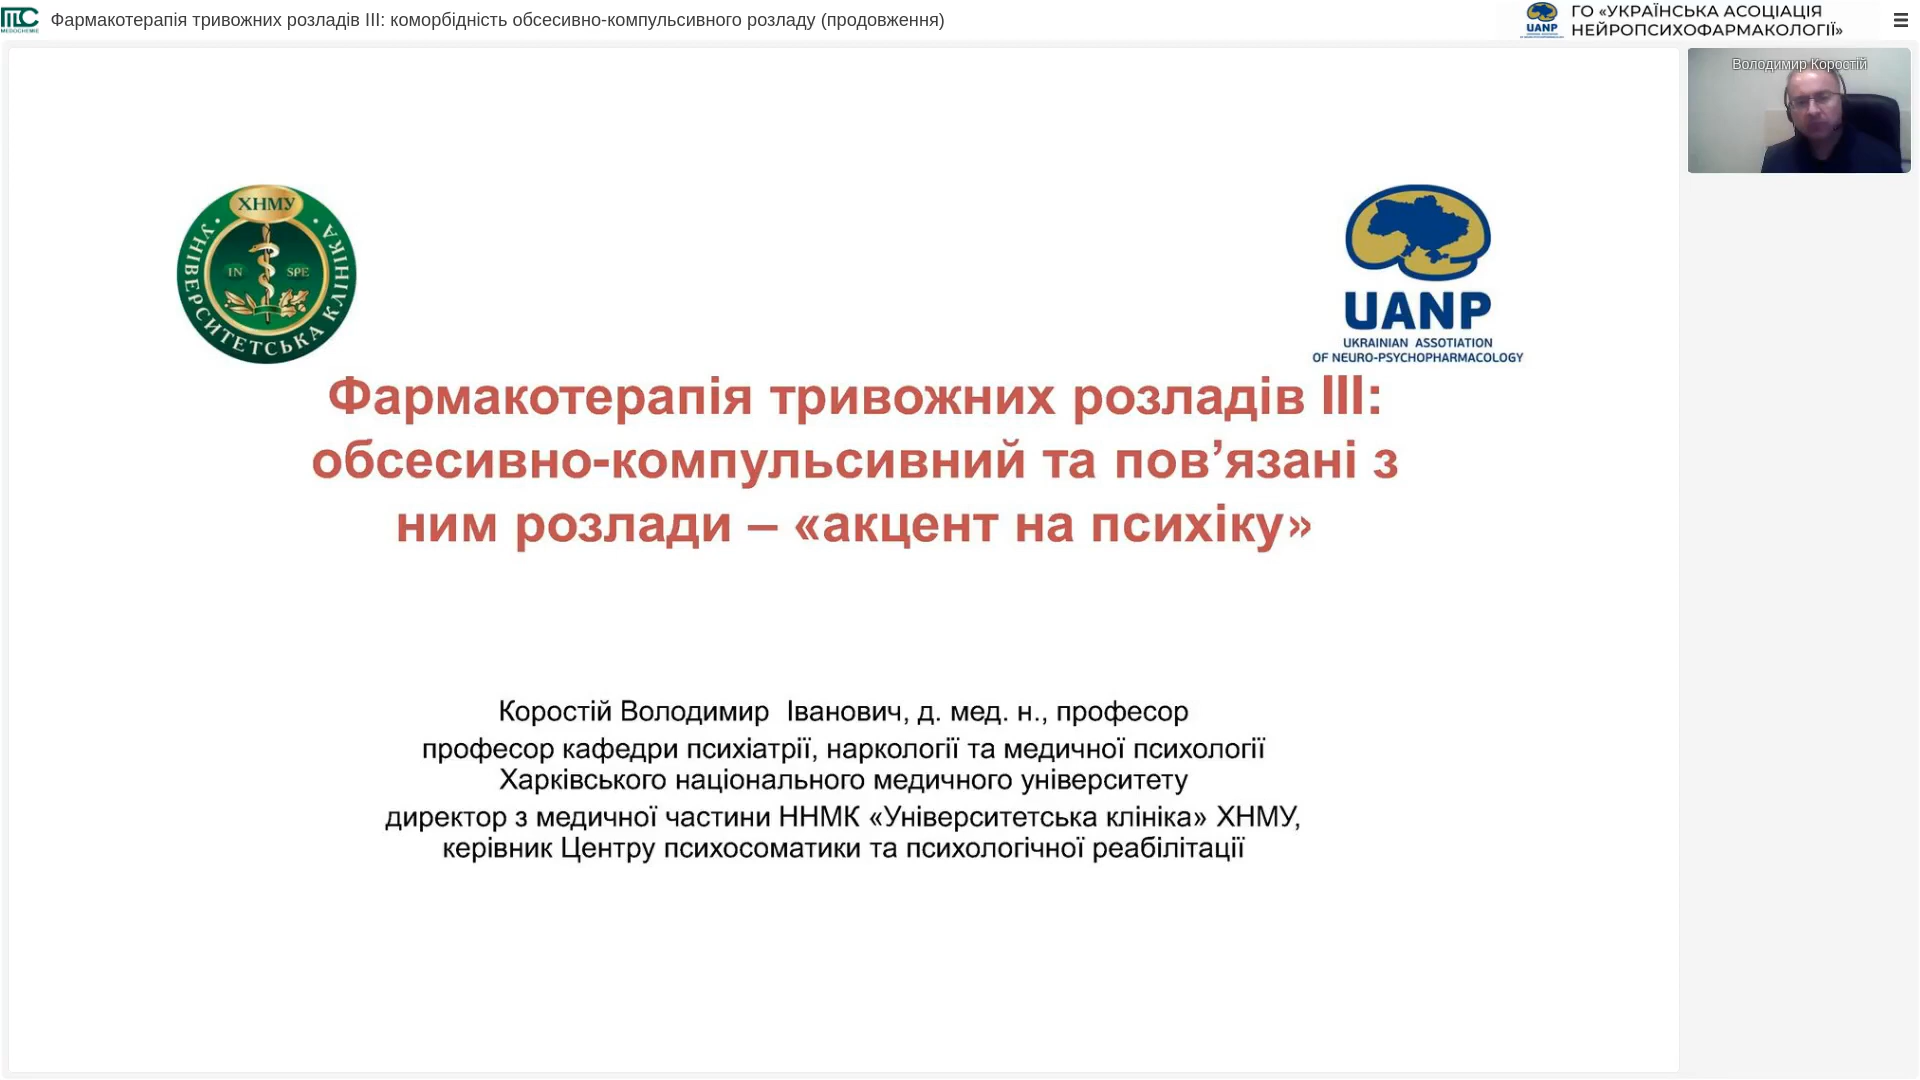 MEDOCHEMIE
Фармакотерапія тривожних розладів III: коморбідність обсесивно-компульсивного розладу (продовження)
UANP
ГО «УКРАЇНСЬКА АСОЦІАЦІЯ
НЕЙРОПСИХОФАРМАКОЛОГІЇ»
Володимир Коростій
ХНМУ
УНІВЕРСИТЕТСЬКА КЛІНІКА
IN SPE
UANP
UKRAINIAN ASSOTIATION
OF NEURO-PSYCHOPHARMACOLOGY
Фармакотерапія тривожних розладів III:
обсесивно-компульсивний та пов’язані з
ним розлади – «акцент на психіку»
Коростій Володимир Іванович, д. мед. н., професор
професор кафедри психіатрії, наркології та медичної психології
Харківського національного медичного університету
директор з медичної частини ННМК «Університетська клініка» ХНМУ,
керівник Центру психосоматики та психологічної реабілітації